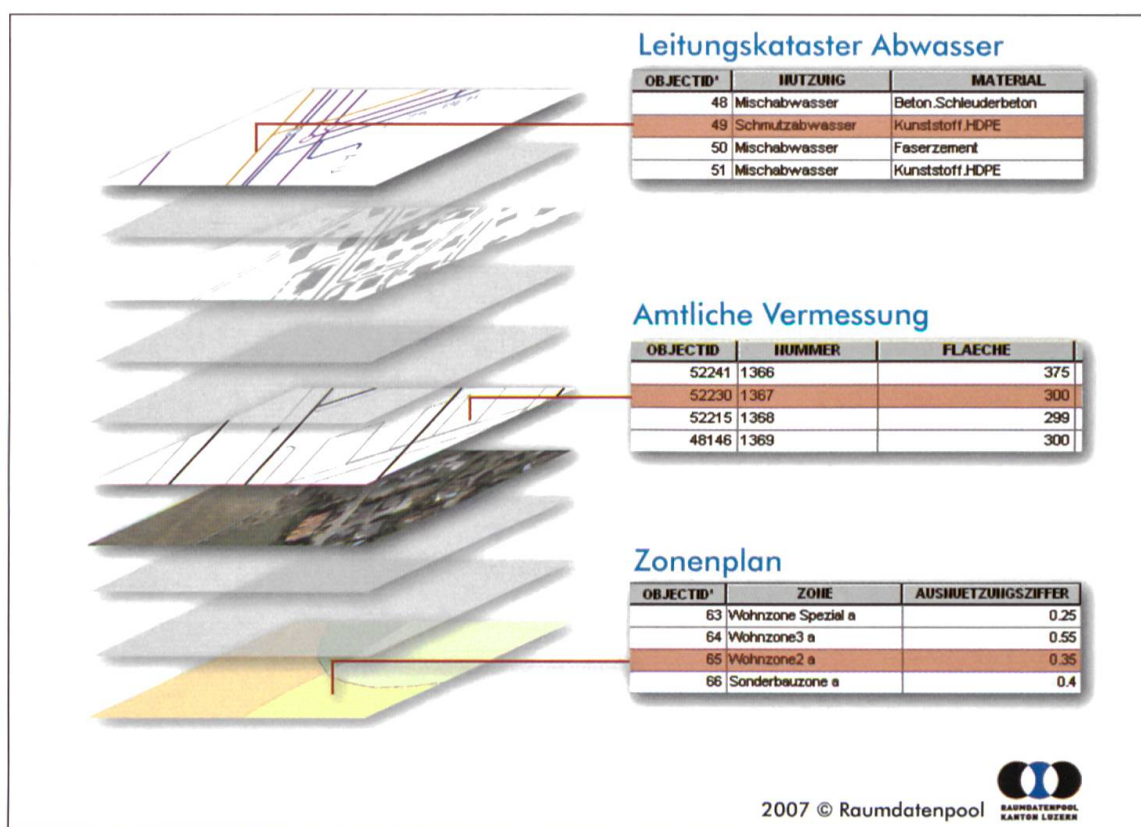 Leitungskataster Abwasser
OBJECTID* NUTZUNG MATERIAL
48 Mischabwasser Beton.Schleuderbeton
49 Schmutzabwasser Kunststoff.HDPE
50 Mischabwasser Faserzement
51 Mischabwasser Kunststoff.HDPE
Amtliche Vermessung
OBJECTID NUMMER FLAECHE
52241 1366 375
52230 1367 300
52215 1368 299
48146 1369 300
Zonenplan
OBJECTID* ZONE AUSNUETZUNGSZIFFER
63 Wohnzone Spezial a 0.25
64 Wohnzone3 a 0.55
65 Wohnzone2 a 0.35
66 Sonderbauzone a 0.4
2007 © Raumdatenpool
RAUMDATENPOOL
KANTON LUZERN